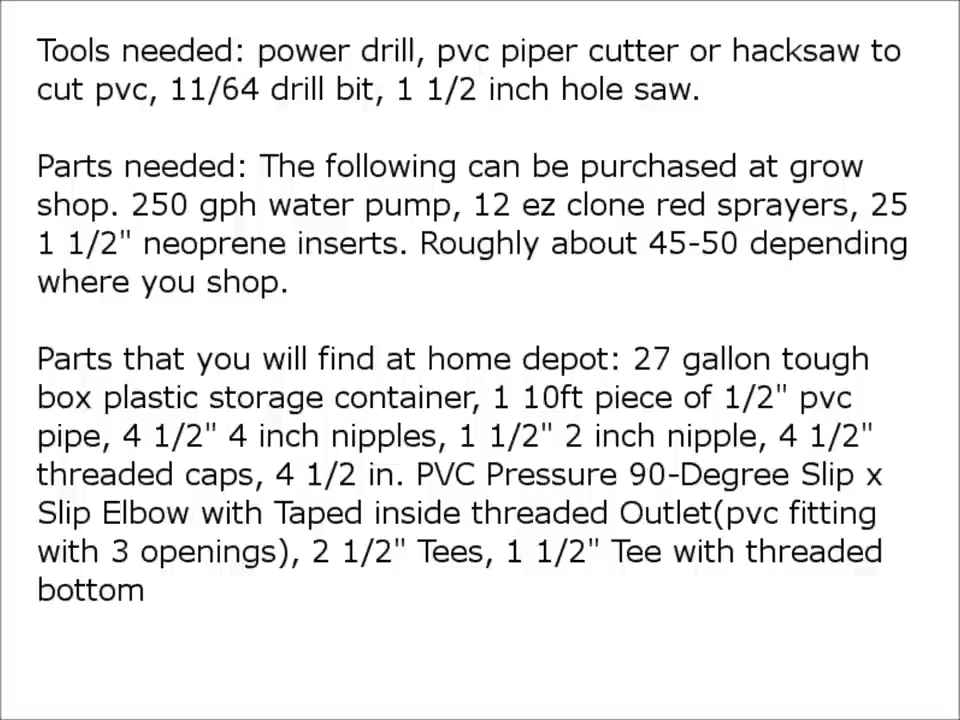 Tools needed: power drill, pvc piper cutter or hacksaw to
cut pvc, 11/64 drill bit, 1 1/2 inch hole saw.
Parts needed: The following can be purchased at grow
shop. 250 gph water pump, 12 ez clone red sprayers, 25
1 1/2" neoprene inserts. Roughly about 45-50 depending
where you shop.
Parts that you will find at home depot: 27 gallon tough
box plastic storage container, 1 10ft piece of 1/2" pvc
pipe, 4 1/2" 4 inch nipples, 1 1/2" 2 inch nipple, 4 1/2"
threaded caps, 4 1/2 in. PVC Pressure 90-Degree Slip x
Slip Elbow with Taped inside threaded Outlet(pvc fitting
with 3 openings), 2 1/2" Tees, 1 1/2" Tee with threaded
bottom